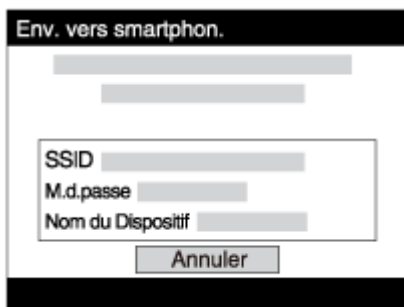 Env. vers smartphon.
SSID
M.d.passe
Nom du Dispositif
Annuler